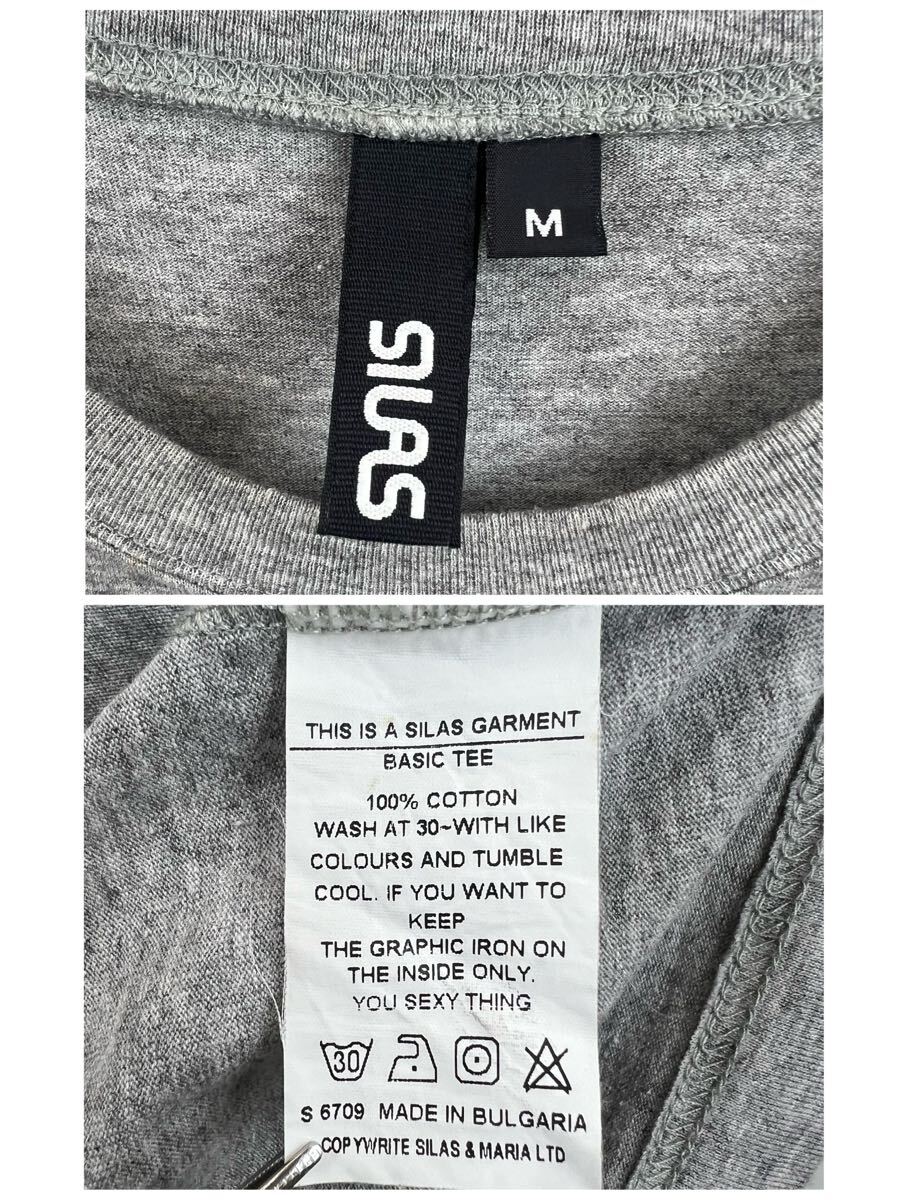 M
SILAS
THIS IS A SILAS GARMENT
BASIC TEE
100% COTTON
WASH AT 30~WITH LIKE
COLOURS AND TUMBLE
COOL. IF YOU WANT TO
KEEP
THE GRAPHIC IRON ON
THE INSIDE ONLY.
YOU SEXY THING
30
S 6709 MADE IN BULGARIA
COPYWRITE SILAS & MARIA LTD